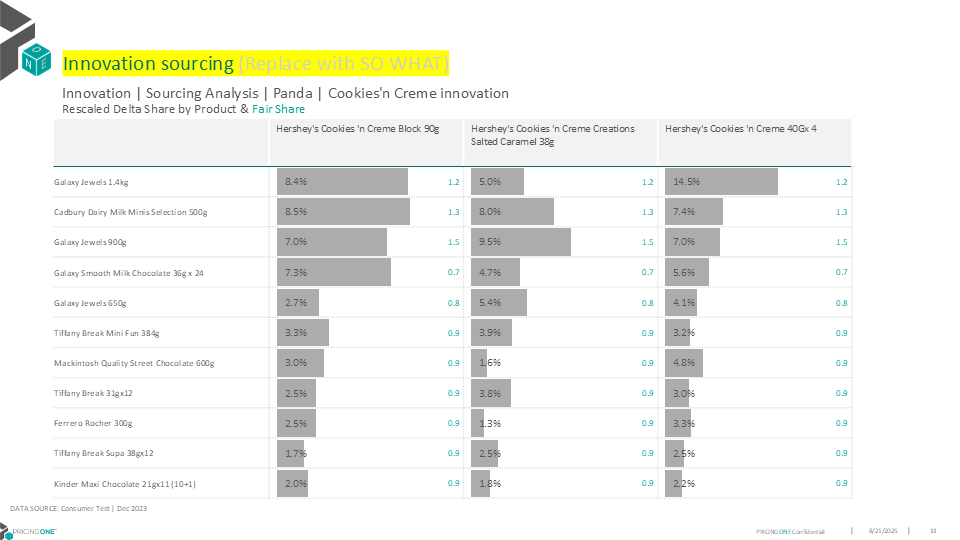 Innovation sourcing (Replace with SO WHAT)
Innovation | Sourcing Analysis | Panda | Cookies'n Creme innovation
Rescaled Delta Share by Product & Fair Share
Hershey's Cookies 'n Creme Block 90g
Hershey's Cookies 'n Creme Creations
Salted Caramel 38g
Hershey's Cookies 'n Creme 40Gx 4
Galaxy Jewels 1.4kg 8.4% 1.2 5.0% 1.2 14.5% 1.2
Cadbury Dairy Milk Minis Selection 500g 8.5% 1.3 8.0% 1.3 7.4% 1.3
Galaxy Jewels 900g 7.0% 1.5 9.5% 1.5 7.0% 1.5
Galaxy Smooth Milk Chocolate 36g x 24 7.3% 0.7 4.7% 0.7 5.6% 0.7
Galaxy Jewels 650g 2.7% 0.8 5.4% 0.8 4.1% 0.8
Tiffany Break Mini Fun 384g 3.3% 0.9 3.9% 0.9 3.2% 0.9
Mackintosh Quality Street Chocolate 600g 3.0% 0.9 1.6% 0.9 4.8% 0.9
Tiffany Break 31gx12 2.5% 0.9 3.8% 0.9 3.0% 0.9
Ferrero Rocher 300g 2.5% 0.9 1.3% 0.9 3.3% 0.9
Tiffany Break Supa 38gx12 1.7% 0.9 2.5% 0.9 2.5% 0.9
Kinder Maxi Chocolate 21gx11 (10+1) 2.0% 0.9 1.8% 0.9 2.2% 0.9
DATA SOURCE: Consumer Test | Dec 2023
PRICINGONE PRICINGONE Confidential | 8/21/2025 | 11